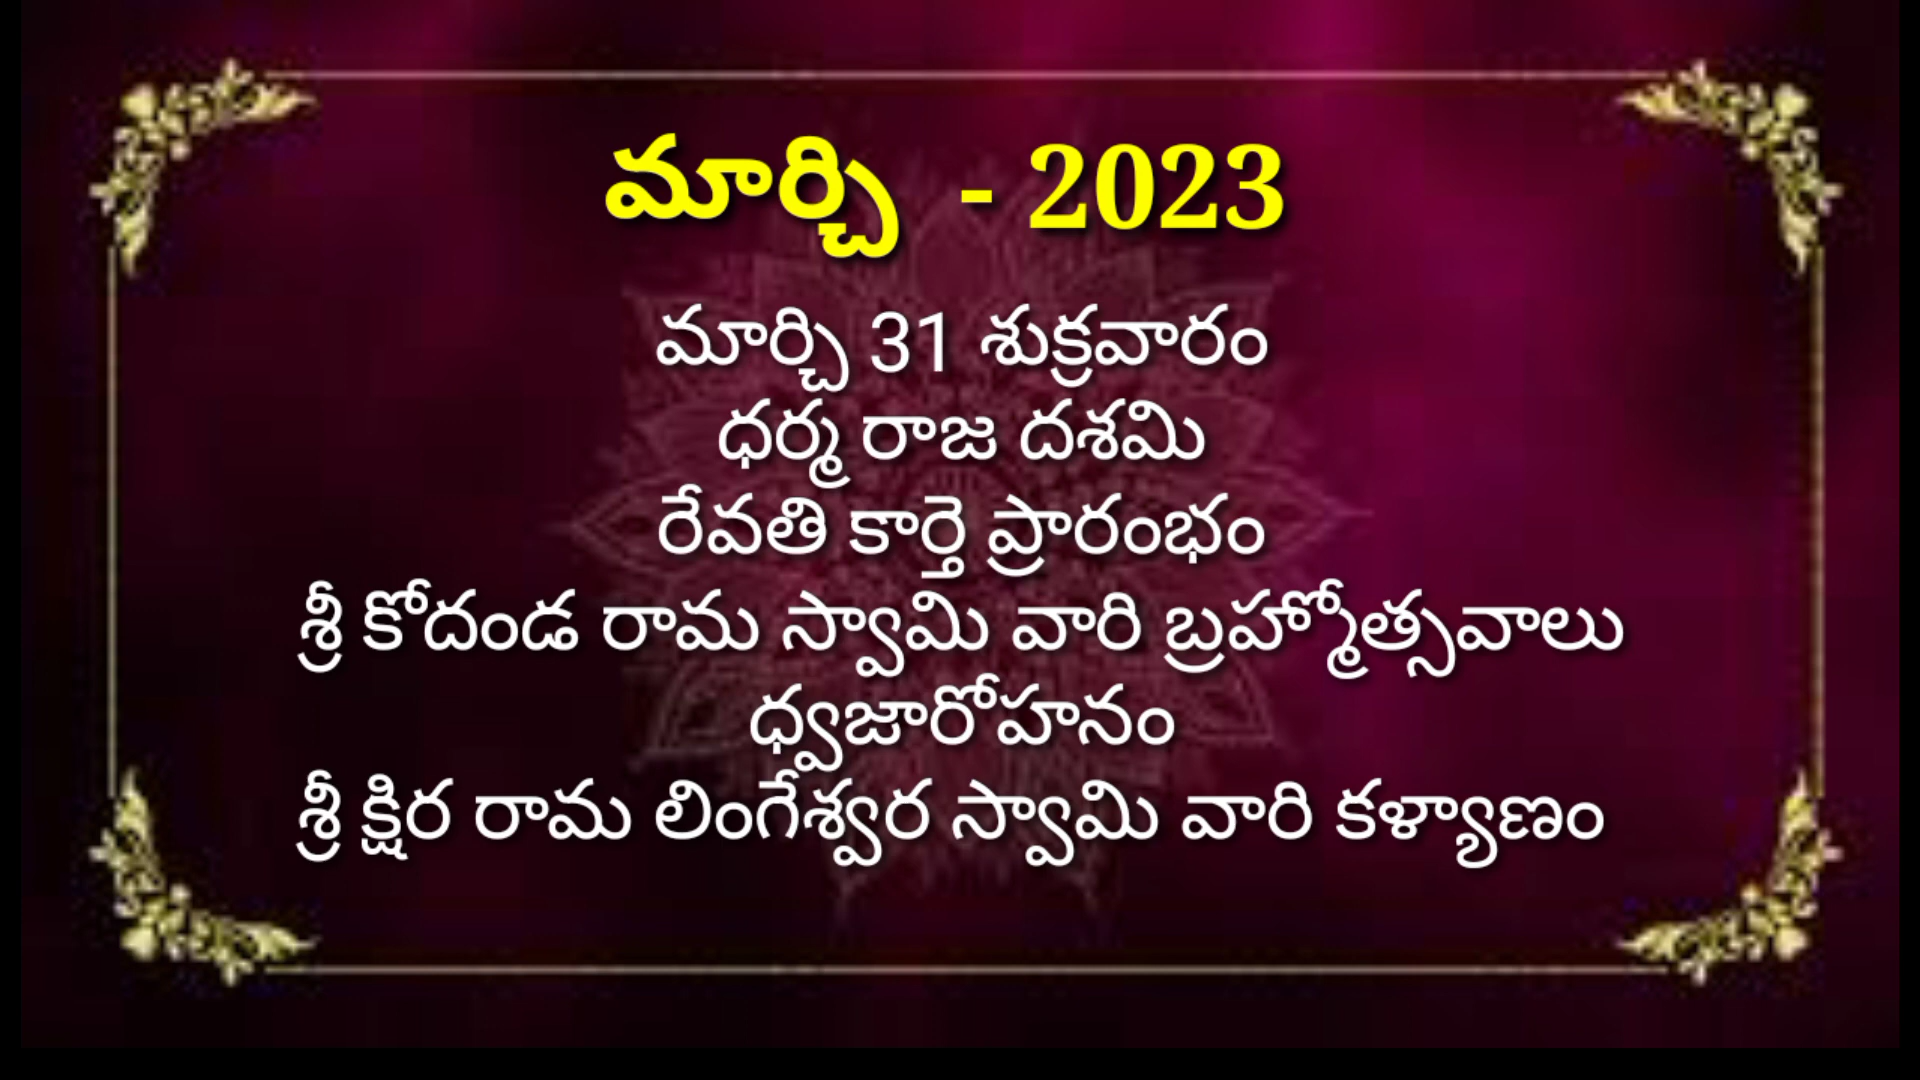 మార్చి - 2023
మార్చి 31 శుక్రవారం
ధర్మ రాజ దశమి
రేవతి కార్తె ప్రారంభం
శ్రీ కోదండ రామ స్వామి వారి బ్రహ్మోత్సవాలు
ధ్వజారోహనం
శ్రీ క్షిర రామ లింగేశ్వర స్వామి వారి కళ్యాణం